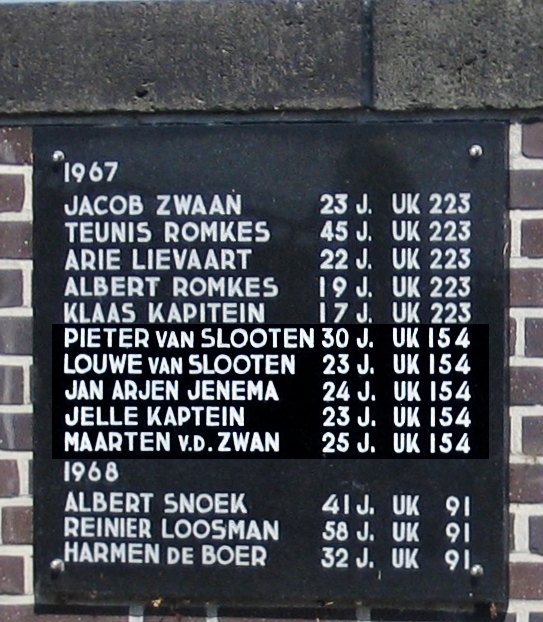 1967
JACOB ZWAAN 23 J. UK 223
TEUNIS ROMKES 45 J. UK 223
ARIE LIEVAART 22 J. UK 223
ALBERT ROMKES 19 J. UK 223
KLAAS KAPITEIN 17 J. UK 223
PIETER VAN SLOOTEN 30 J. UK 154
LOUWE VAN SLOOTEN 23 J. UK 154
JAN ARJEN JENEMA 24 J. UK 154
JELLE KAPTEIN 23 J. UK 154
MAARTEN V.D. ZWAN 25 J. UK 154
1968
ALBERT SNOEK 41 J. UK 91
REINIER LOOSMAN 58 J. UK 91
HARMEN DE BOER 32 J. UK 91